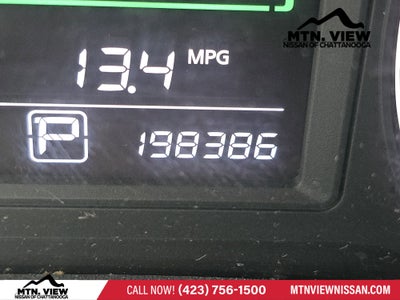 MTN. VIEW
NISSAN OF CHATTANOOGA
13.4 MPG
P 198386
MTN. VIEW
NISSAN OF CHATTANOOGA
CALL NOW! (423) 756-1500
MTNVIEWNISSAN.COM